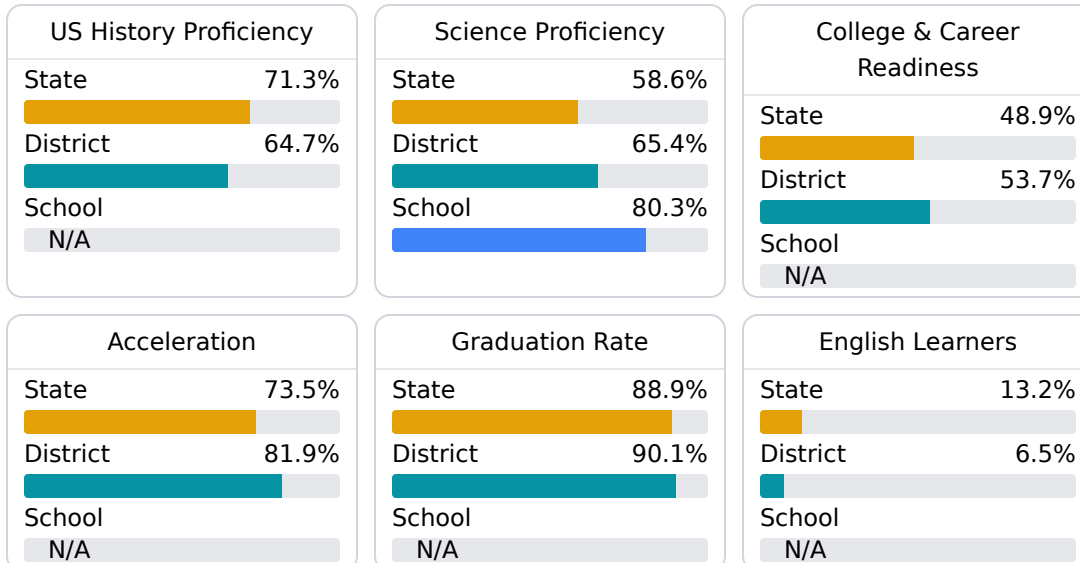 US History Proficiency
State 71.3%
District 64.7%
School
N/A
Science Proficiency
State 58.6%
District 65.4%
School 80.3%
College & Career
Readiness
State 48.9%
District 53.7%
School
N/A
Acceleration
State 73.5%
District 81.9%
School
N/A
Graduation Rate
State 88.9%
District 90.1%
School
N/A
English Learners
State 13.2%
District 6.5%
School
N/A